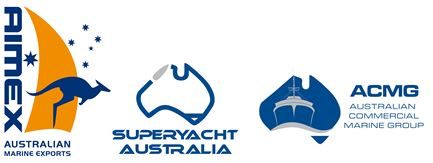 AIMEX
AUSTRALIAN
MARINE EXPORTS
SUPERYACHT
AUSTRALIA
ACMG
AUSTRALIAN
COMMERCIAL
MARINE GROUP